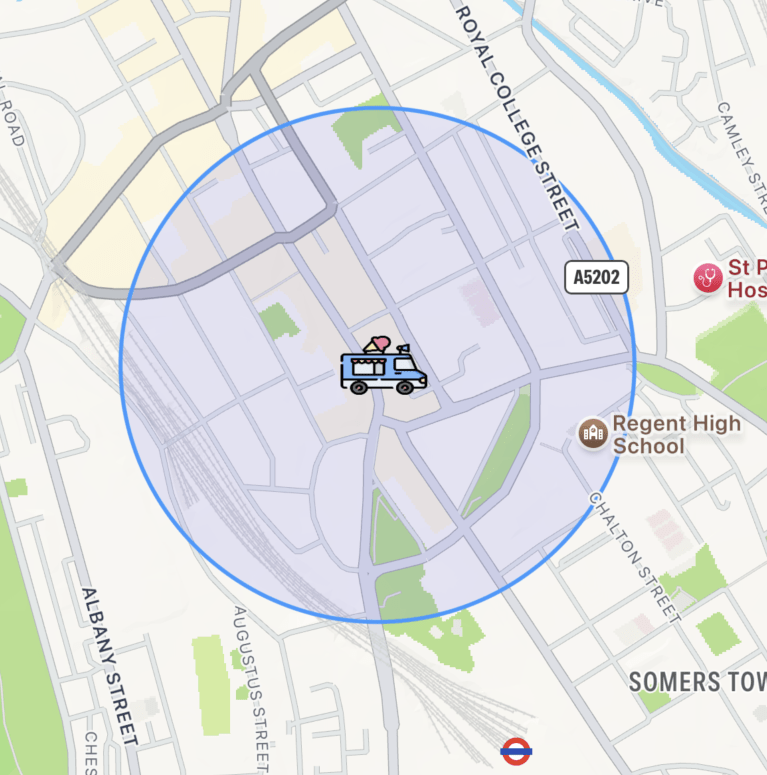 ROYAL COLLEGE STREET
CAMLEY
A5202
St P
Hos
Regent High
School
CHALTON STREET
ALBANY STREET
AUGUSTUS STREET
SOMERS TOW
CHES
ROAD